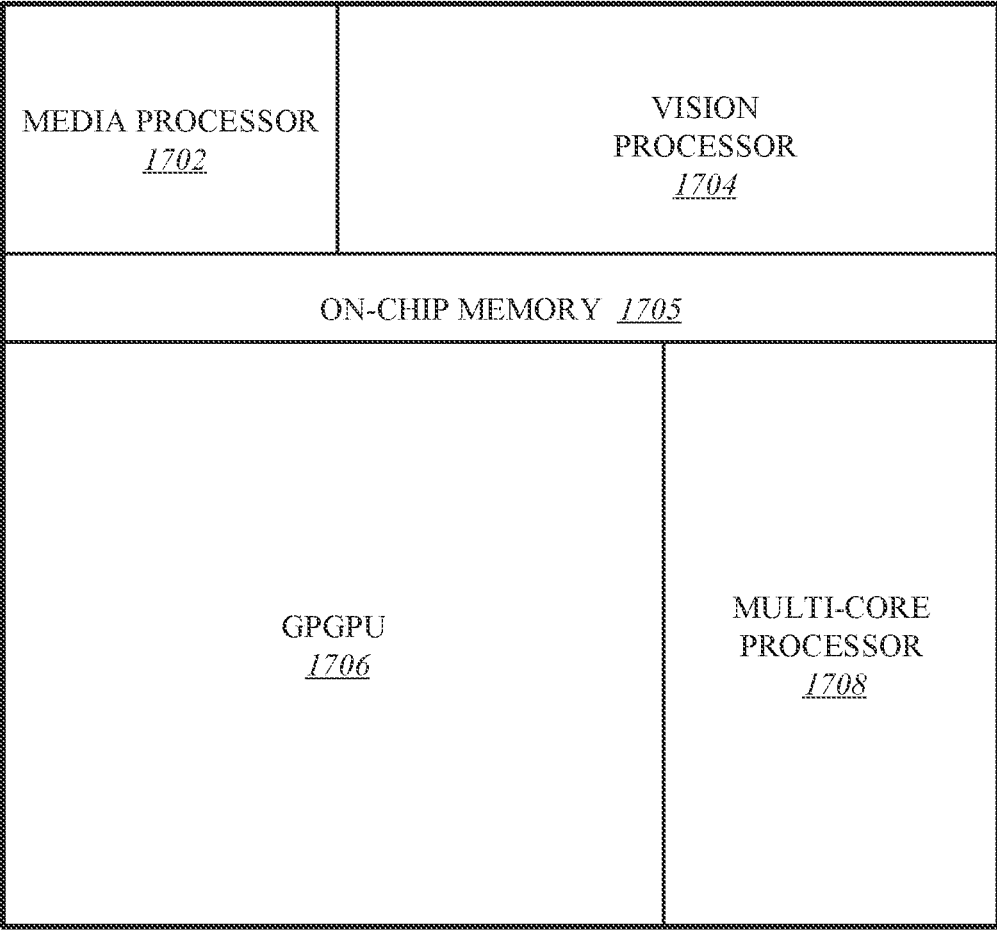 MEDIA PROCESSOR
1702
VISION
PROCESSOR
1704
ON-CHIP MEMORY 1705
GPGPU
1706
MULTI-CORE
PROCESSOR
1708